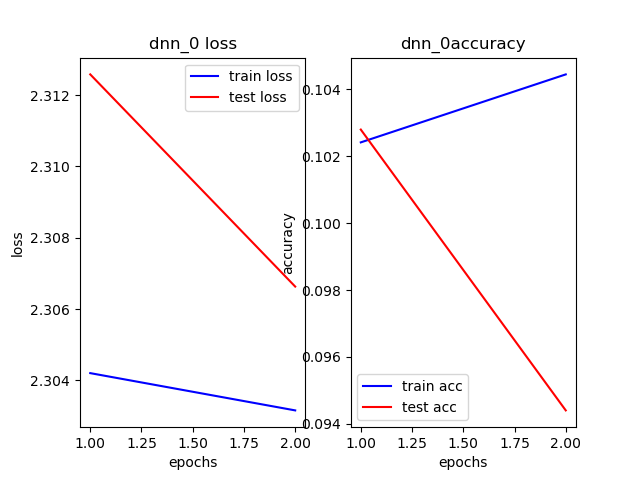 dnn_0 loss
train loss
test loss
2.312
2.310
2.308
2.306
2.304
loss
1.00 1.25 1.50 1.75 2.00
epochs
dnn_0accuracy
0.104
0.102
0.100
0.098
0.096
0.094
accuracy
train acc
test acc
1.00 1.25 1.50 1.75 2.00
epochs